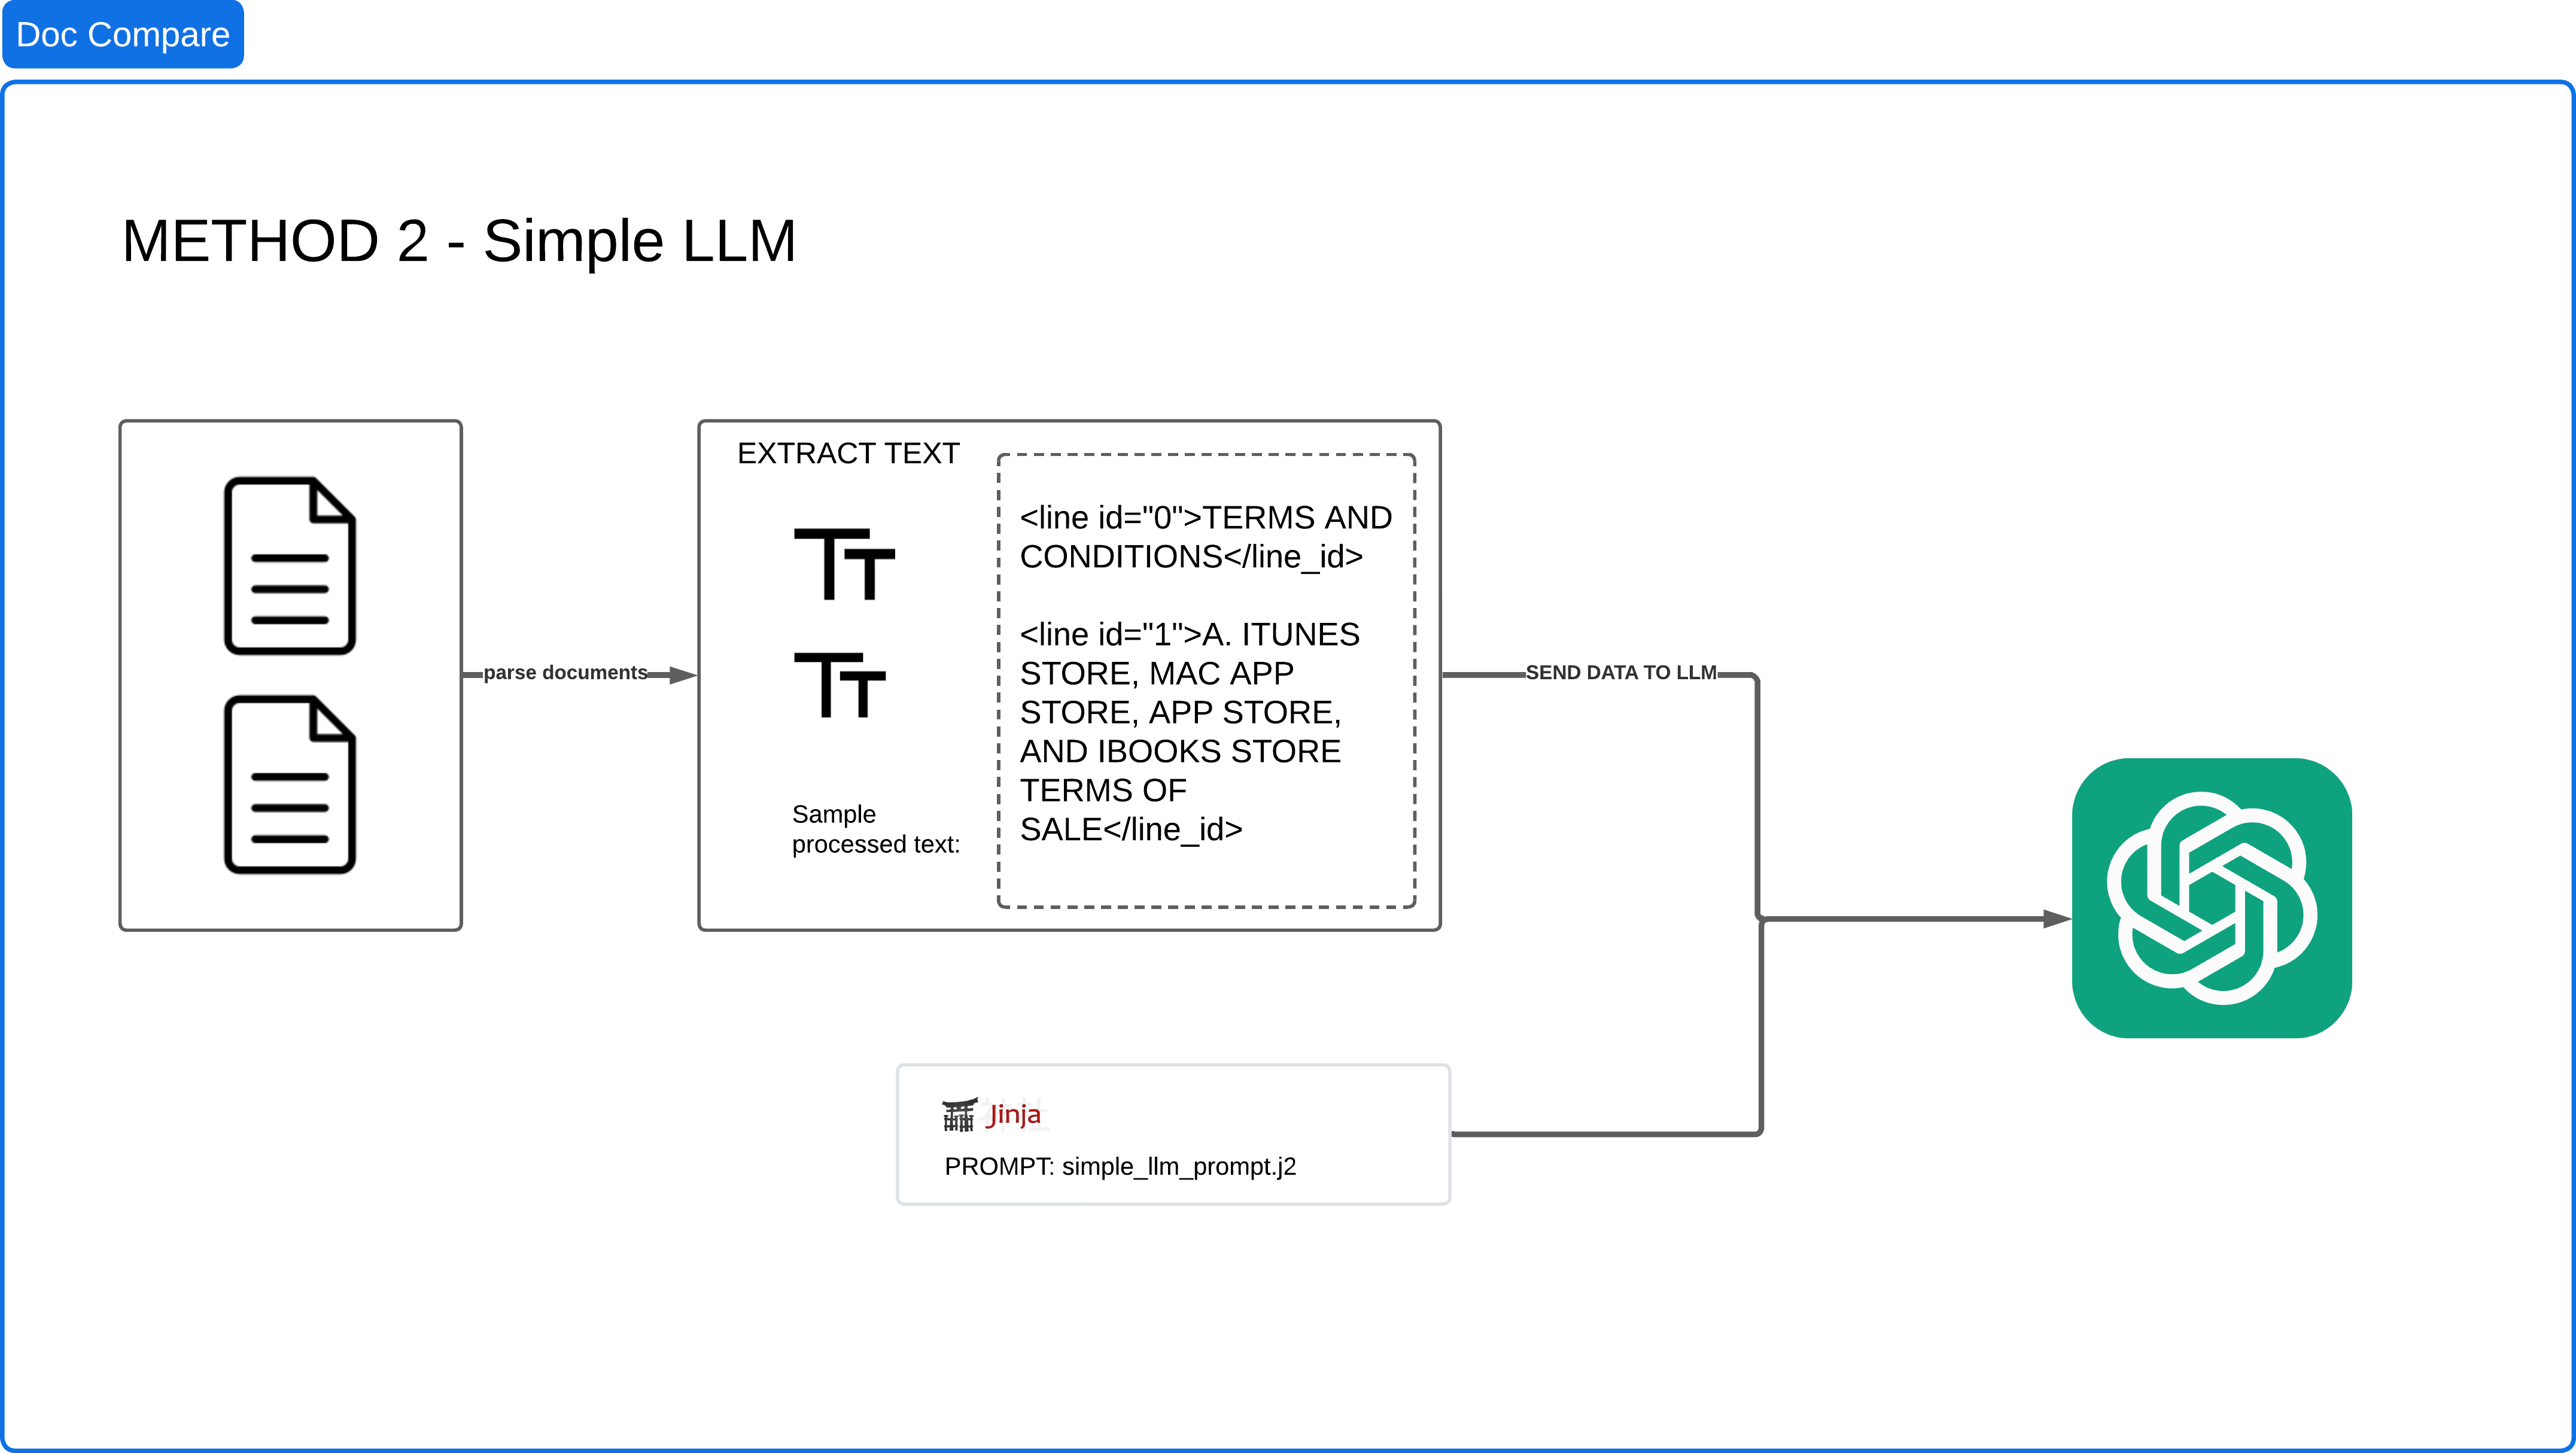 Doc Compare
METHOD 2 - Simple LLM
EXTRACT TEXT
<line id="0">TERMS AND
CONDITIONS</line_id>
<line id="1">A. ITUNES
STORE, MAC APP
STORE, APP STORE,
AND IBOOKS STORE
TERMS OF
SALE</line_id>
Sample
processed text:
parse documents
SEND DATA TO LLM
Jinja
PROMPT: simple_llm_prompt.j2